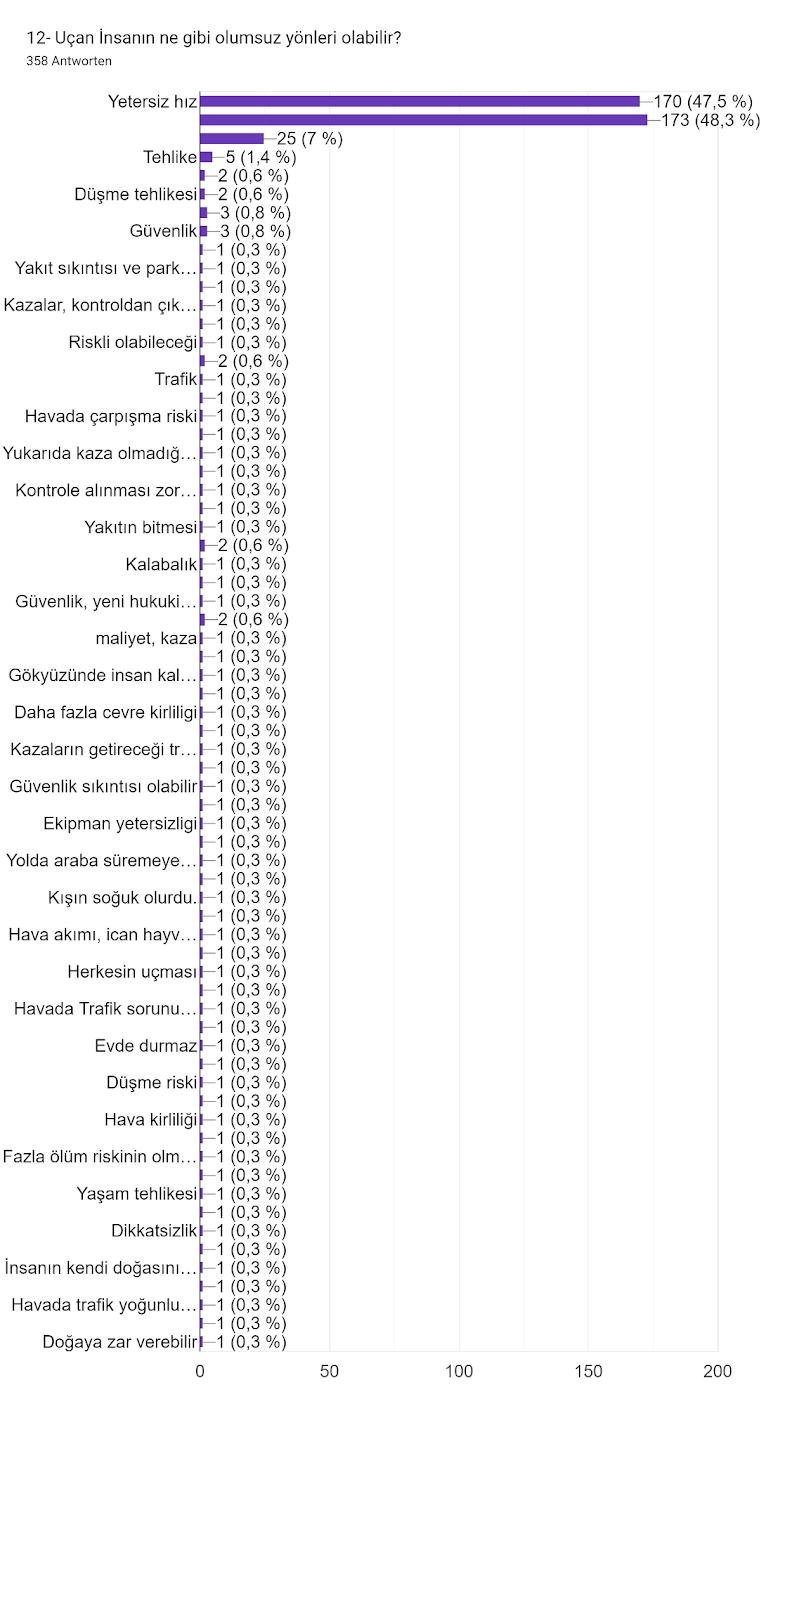 12- Uçan İnsanın ne gibi olumsuz yönleri olabilir?
358 Antworten
Yetersiz hız 170 (47,5 %)
173 (48,3 %)
25 (7 %)
Tehlike 5 (1,4 %)
2 (0,6 %)
Düşme tehlikesi 2 (0,6 %)
3 (0,8 %)
Güvenlik 3 (0,8 %)
1 (0,3 %)
Yakıt sıkıntısı ve park… 1 (0,3 %)
1 (0,3 %)
Kazalar, kontroldan çık… 1 (0,3 %)
1 (0,3 %)
Riskli olabileceği 1 (0,3 %)
2 (0,6 %)
Trafik 1 (0,3 %)
1 (0,3 %)
Havada çarpışma riski 1 (0,3 %)
1 (0,3 %)
Yukarıda kaza olmadığ… 1 (0,3 %)
1 (0,3 %)
Kontrole alınması zor… 1 (0,3 %)
1 (0,3 %)
Yakıtın bitmesi 1 (0,3 %)
2 (0,6 %)
Kalabalık 1 (0,3 %)
1 (0,3 %)
Güvenlik, yeni hukuki… 1 (0,3 %)
2 (0,6 %)
maliyet, kaza 1 (0,3 %)
1 (0,3 %)
Gökyüzünde insan kal… 1 (0,3 %)
1 (0,3 %)
Daha fazla cevre kirliligi 1 (0,3 %)
1 (0,3 %)
Kazaların getireceği tr… 1 (0,3 %)
1 (0,3 %)
Güvenlik sıkıntısı olabilir 1 (0,3 %)
1 (0,3 %)
Ekipman yetersizligi 1 (0,3 %)
1 (0,3 %)
Yolda araba süremeye… 1 (0,3 %)
1 (0,3 %)
Kışın soğuk olurdu. 1 (0,3 %)
1 (0,3 %)
Hava akımı, ican hayv… 1 (0,3 %)
1 (0,3 %)
Herkesin uçması 1 (0,3 %)
1 (0,3 %)
Havada Trafik sorunu… 1 (0,3 %)
1 (0,3 %)
Evde durmaz 1 (0,3 %)
1 (0,3 %)
Düşme riski 1 (0,3 %)
1 (0,3 %)
Hava kirliliği 1 (0,3 %)
1 (0,3 %)
Fazla ölüm riskinin olm… 1 (0,3 %)
1 (0,3 %)
Yaşam tehlikesi 1 (0,3 %)
1 (0,3 %)
Dikkatsizlik 1 (0,3 %)
1 (0,3 %)
İnsanın kendi doğasını… 1 (0,3 %)
1 (0,3 %)
Havada trafik yoğunlu… 1 (0,3 %)
1 (0,3 %)
Doğaya zar verebilir 1 (0,3 %)
0 50 100 150 200